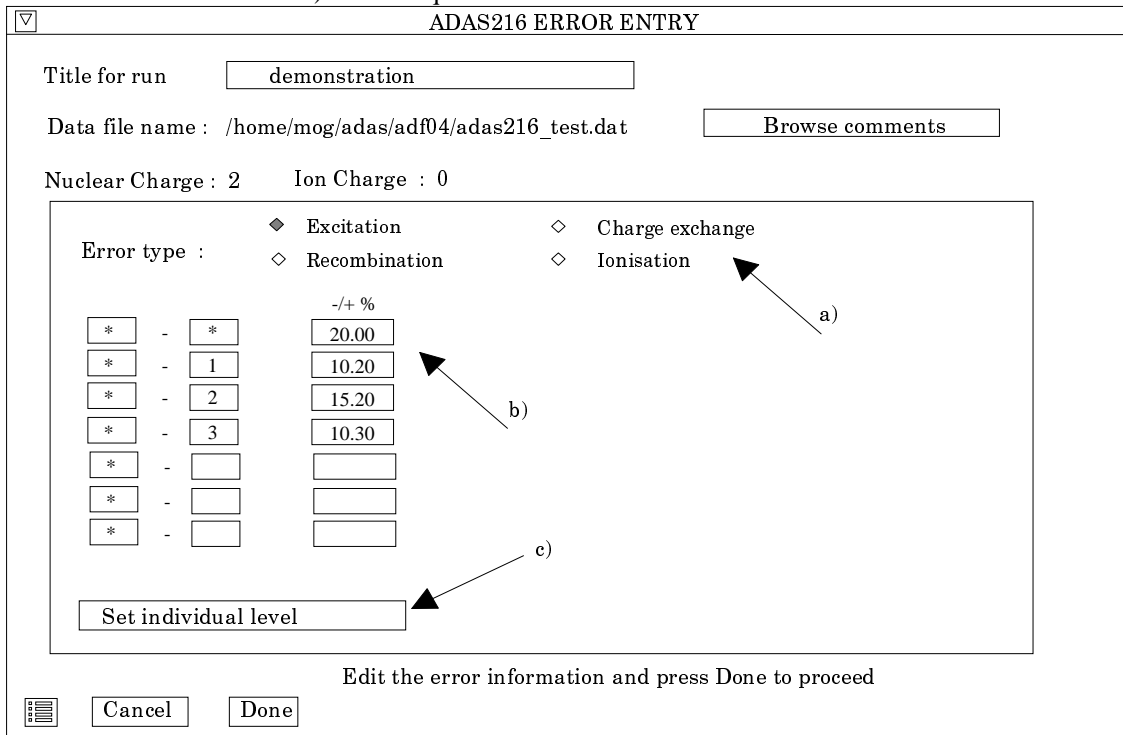 ADAS216 ERROR ENTRY
Title for run demonstration
Data file name : /home/mog/adas/adf04/adas216_test.dat Browse comments
Nuclear Charge : 2 Ion Charge : 0
Error type :
Excitation Charge exchange
Recombination Ionisation
a)
-/+ %
* - * 20.00
* - 1 10.20
* - 2 15.20
b)
* - 3 10.30
* -
* -
* -
c)
Set individual level
Edit the error information and press Done to proceed
Cancel Done